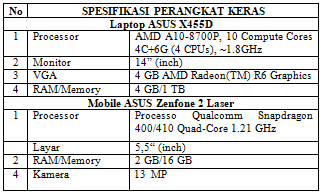 No SPESIFIKASI PERANGKAT KERAS
Laptop ASUS X455D
1 Processor AMD A10-8700P, 10 Compute Cores
4C+6G (4 CPUs), ~1.8GHz
2 Monitor 14” (inch)
3 VGA 4 GB AMD Radeon(TM) R6 Graphics
4 RAM/Memory 4 GB/1 TB
Mobile ASUS Zenfone 2 Laser
1 Processor Processo Qualcomm Snapdragon
400/410 Quad-Core 1.21 GHz
Layar 5,5“ (inch)
2 RAM/Memory 2 GB/16 GB
4 Kamera 13 MP